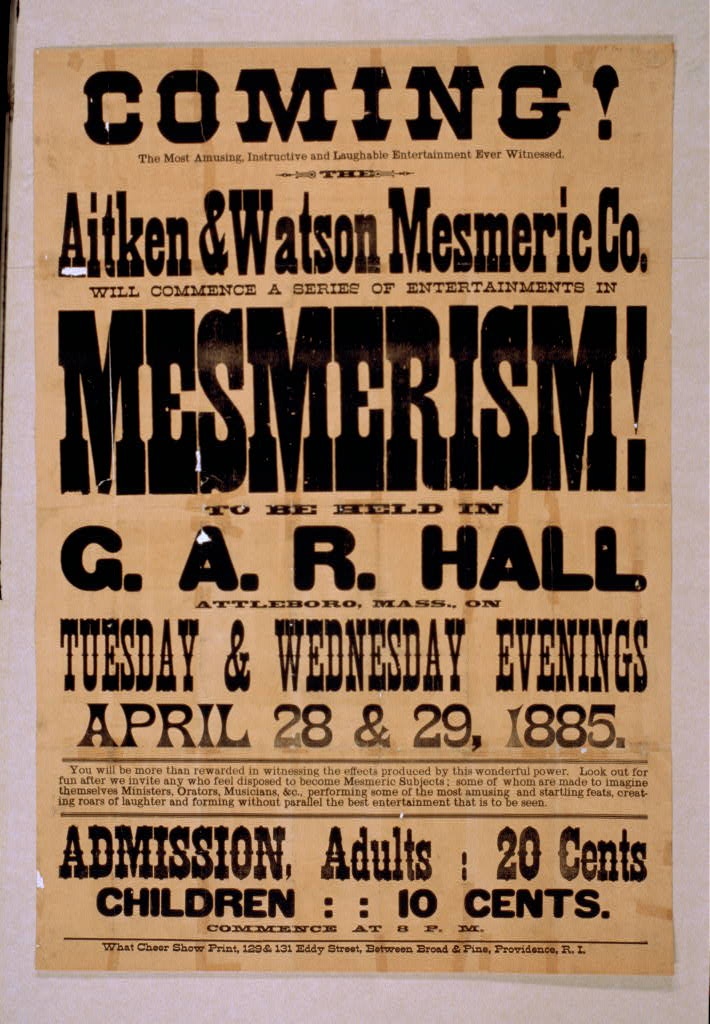 COMING!
The Most Amusing, Instructive and Laughable Entertainment Ever Witnessed.
THE
Aitken & Watson Mesmeric Co.
WILL COMMENCE A SERIES OF ENTERTAINMENTS IN
MESMERISM!
TO BE HELD IN
G. A. R. HALL
ATTLEBORO, MASS., ON
TUESDAY & WEDNESDAY EVENINGS
APRIL 28 & 29, 1885.
You will be more than rewarded in witnessing the effects produced by this wonderful power. Look out for
fun after we invite any who feel disposed to become Mesmeric Subjects; some of whom are made to imagine
themselves Ministers, Orators, Musicians, &c., performing some of the most amusing and startling feats, creat-
ing roars of laughter and forming without parallel the best entertainment that is to be seen.
ADMISSION, Adults : 20 Cents
CHILDREN : : 10 CENTS.
COMMENCE AT 8 P. M.
What Cheer Show Print, 129 & 131 Eddy Street, Between Broad & Pine, Providence, R. I.